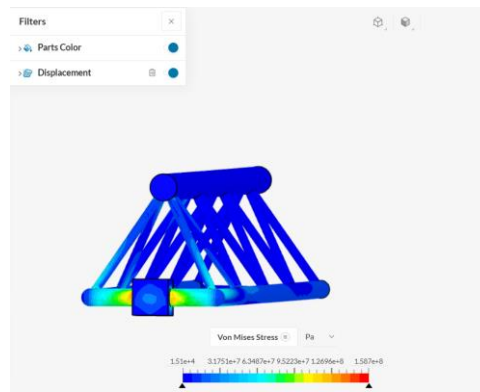 Filters
Parts Color
Displacement
Von Mises Stress Pa
1.51e+4 3.1751e+7 6.3487e+7 9.5223e+7 1.2696e+8 1.587e+8